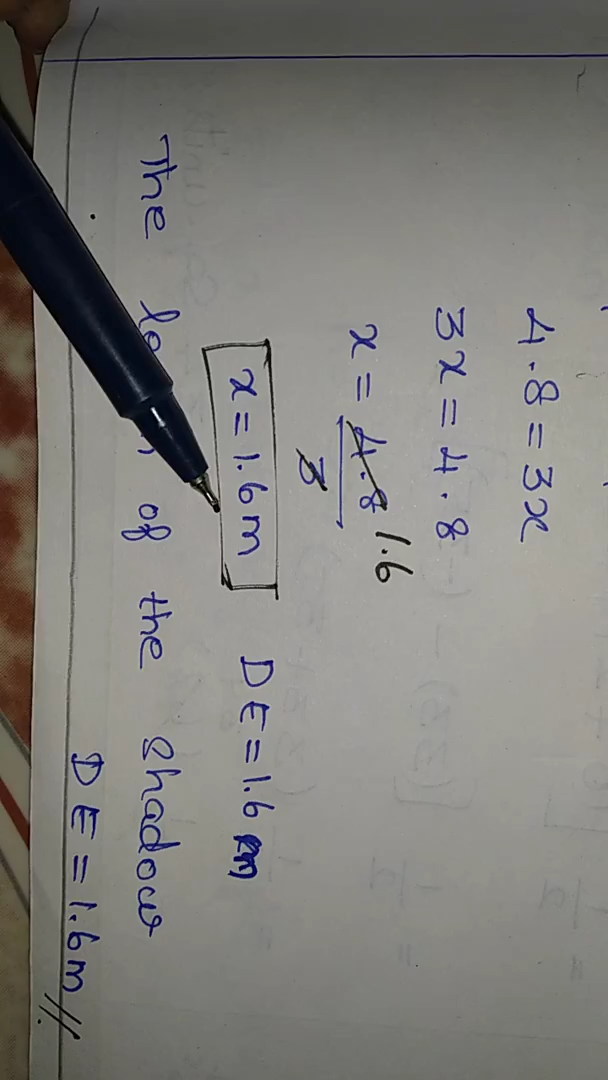 4.8 = 3x
3x = 4.8
x = 4.8/3 1.6
x = 1.6m DE = 1.6 m
The of the shadow
DE = 1.6m //